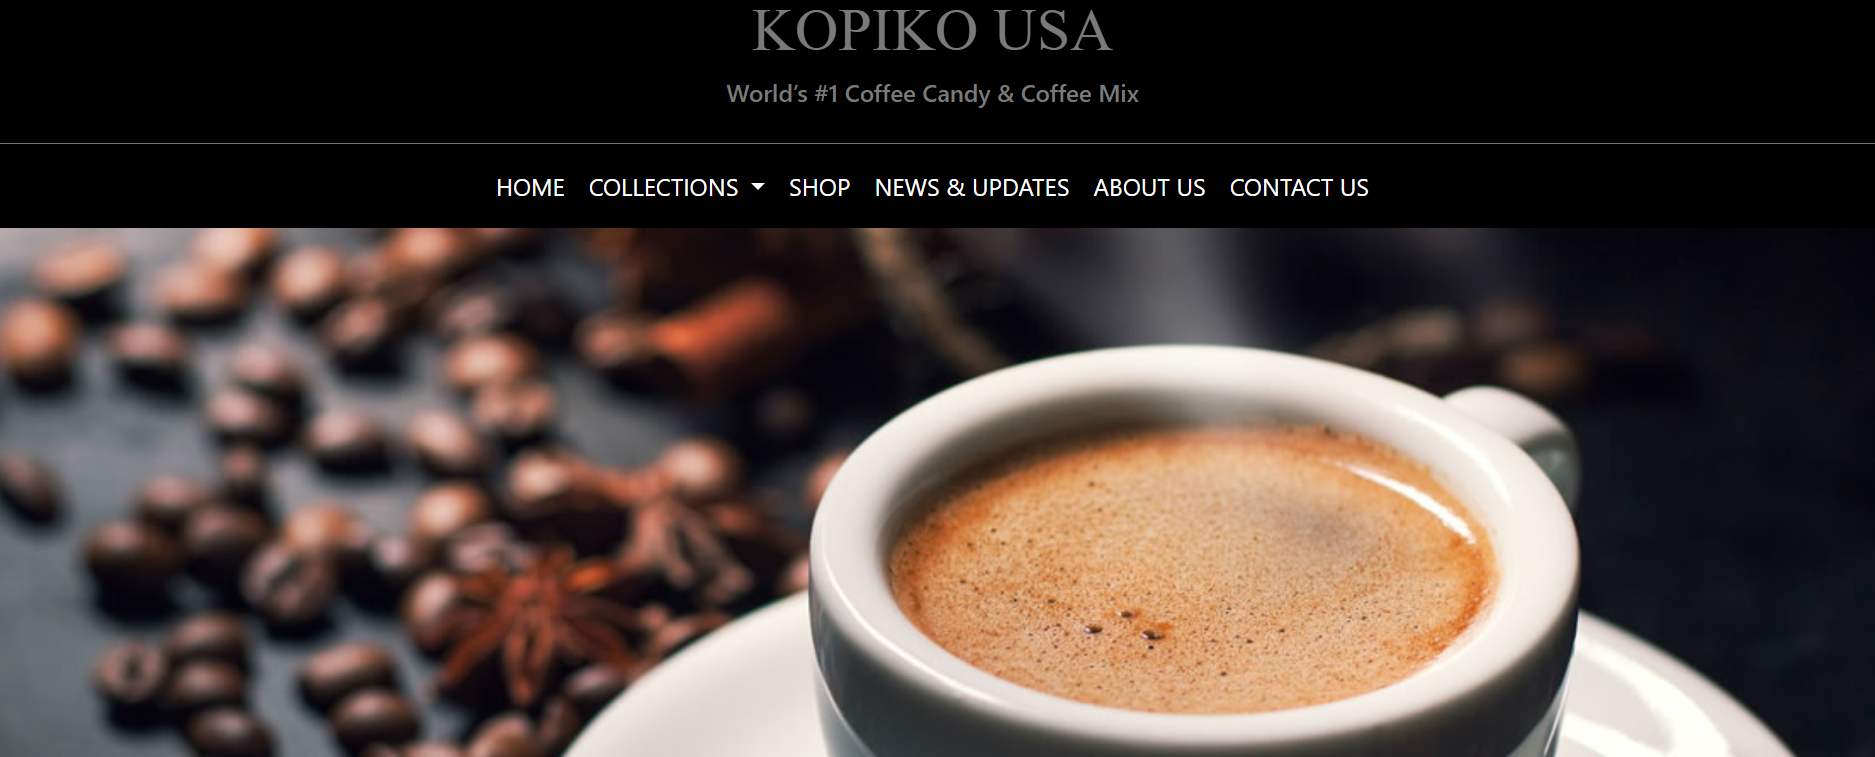 KOPIKO USA
World’s #1 Coffee Candy & Coffee Mix
HOME COLLECTIONS SHOP NEWS & UPDATES ABOUT US CONTACT US